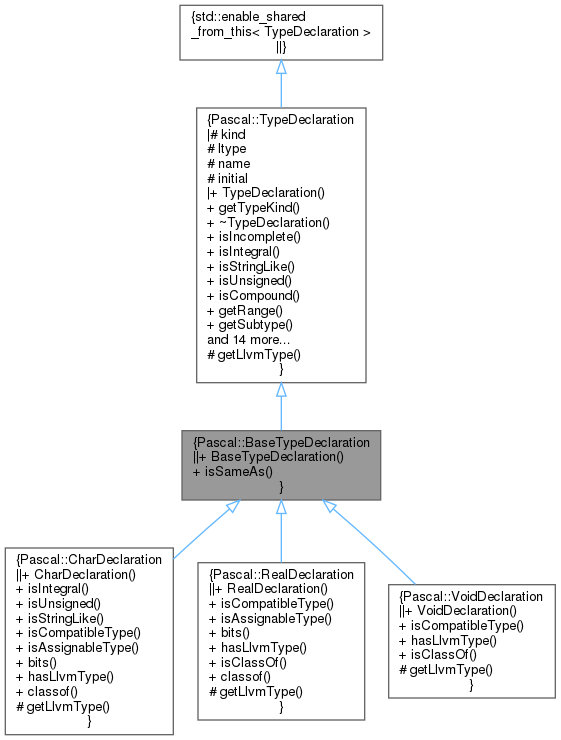 {std::enable_shared
_from_this< TypeDeclaration >
||}
{Pascal::TypeDeclaration
|# kind
# ltype
# name
# initial
|+ TypeDeclaration()
+ getTypeKind()
+ ~TypeDeclaration()
+ isIncomplete()
+ isIntegral()
+ isStringLike()
+ isUnsigned()
+ isCompound()
+ getRange()
+ getSubtype()
and 14 more...
# getLlvmType()
}
{Pascal::BaseTypeDeclaration
||+ BaseTypeDeclaration()
+ isSameAs()
}
{Pascal::CharDeclaration
||+ CharDeclaration()
+ isIntegral()
+ isUnsigned()
+ isStringLike()
+ isCompatibleType()
+ isAssignableType()
+ bits()
+ hasLlvmType()
+ classof()
# getLlvmType()
}
{Pascal::RealDeclaration
||+ RealDeclaration()
+ isCompatibleType()
+ isAssignableType()
+ bits()
+ hasLlvmType()
+ isClassOf()
+ classof()
# getLlvmType()
}
{Pascal::VoidDeclaration
||+ VoidDeclaration()
+ isCompatibleType()
+ hasLlvmType()
+ isClassOf()
# getLlvmType()
}